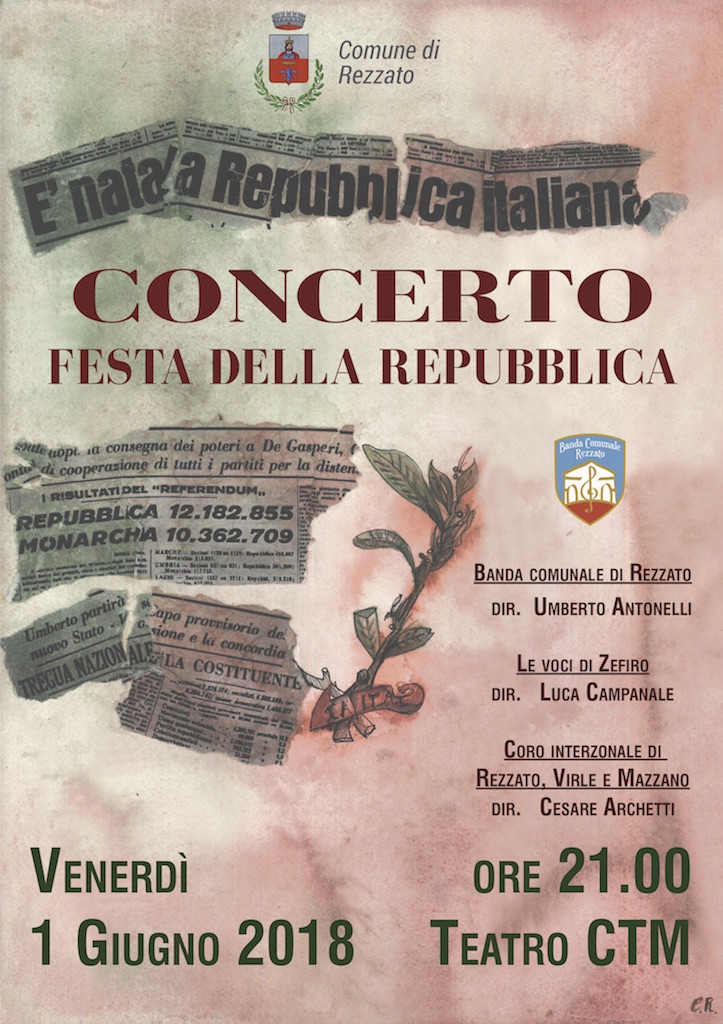 Comune di
Rezzato
E' nata la Repubblica italiana
CONCERTO
FESTA DELLA REPUBBLICA
la consegna dei poteri a De Gasperi,
di cooperazione di tutti i partiti per la disten
I RISULTATI DEL "REFERENDUM"
REPUBBLICA 12.182.855
MONARCHIA 10.362.709
Umberto partirà
nuovo Stato
TREGUA NAZIONALE
Capo provvisorio de
sione e la concordia
LA COSTITUENTE
Banda Comunale
Rezzato
BANDA COMUNALE DI REZZATO
DIR. UMBERTO ANTONELLI
LE VOCI DI ZEFIRO
DIR. LUCA CAMPANALE
CORO INTERZONALE DI
REZZATO, VIRLE E MAZZANO
DIR. CESARE ARCHETTI
VENERDÌ
1 GIUGNO 2018
ORE 21.00
TEATRO CTM
C.R.